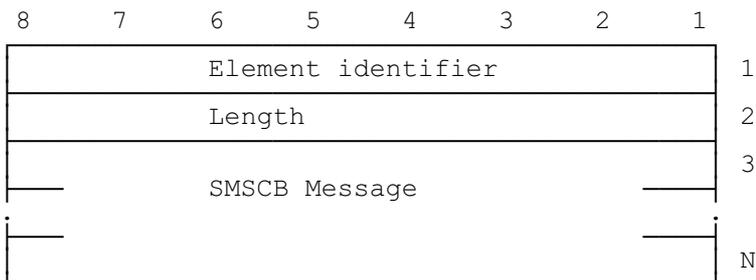 8 7 6 5 4 3 2 1
Element identifier 1
Length 2
3
SMSCB Message
N